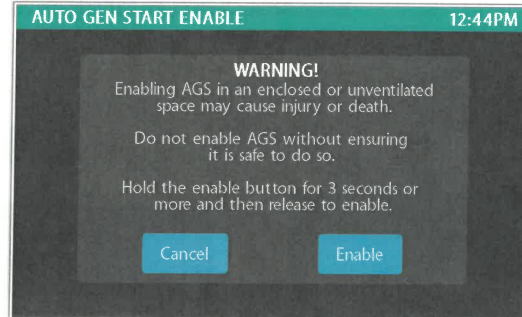 AUTO GEN START ENABLE 12:44PM
WARNING!
Enabling AGS in an enclosed or unventilated
space may cause injury or death.
Do not enable AGS without ensuring
it is safe to do so.
Hold the enable button for 3 seconds or
more and then release to enable.
Cancel Enable